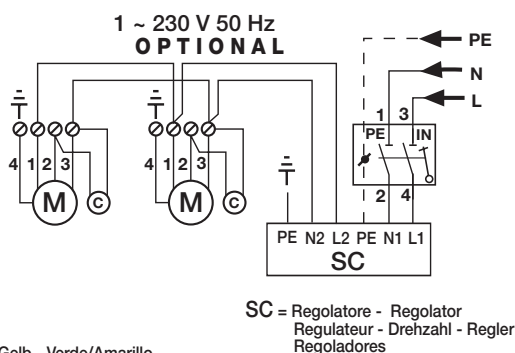 1 ~ 230 V 50 Hz
OPTIONAL
PE
N
L
1 3
PE IN
4 1 2 3
4 1 2 3
M C
M C
2 4
PE N2 L2 PE N1 L1
SC
SC = Regolatore - Regolator
Regulateur - Drehzahl - Regler
Regoladores
Gelb - Verde/Amarillo